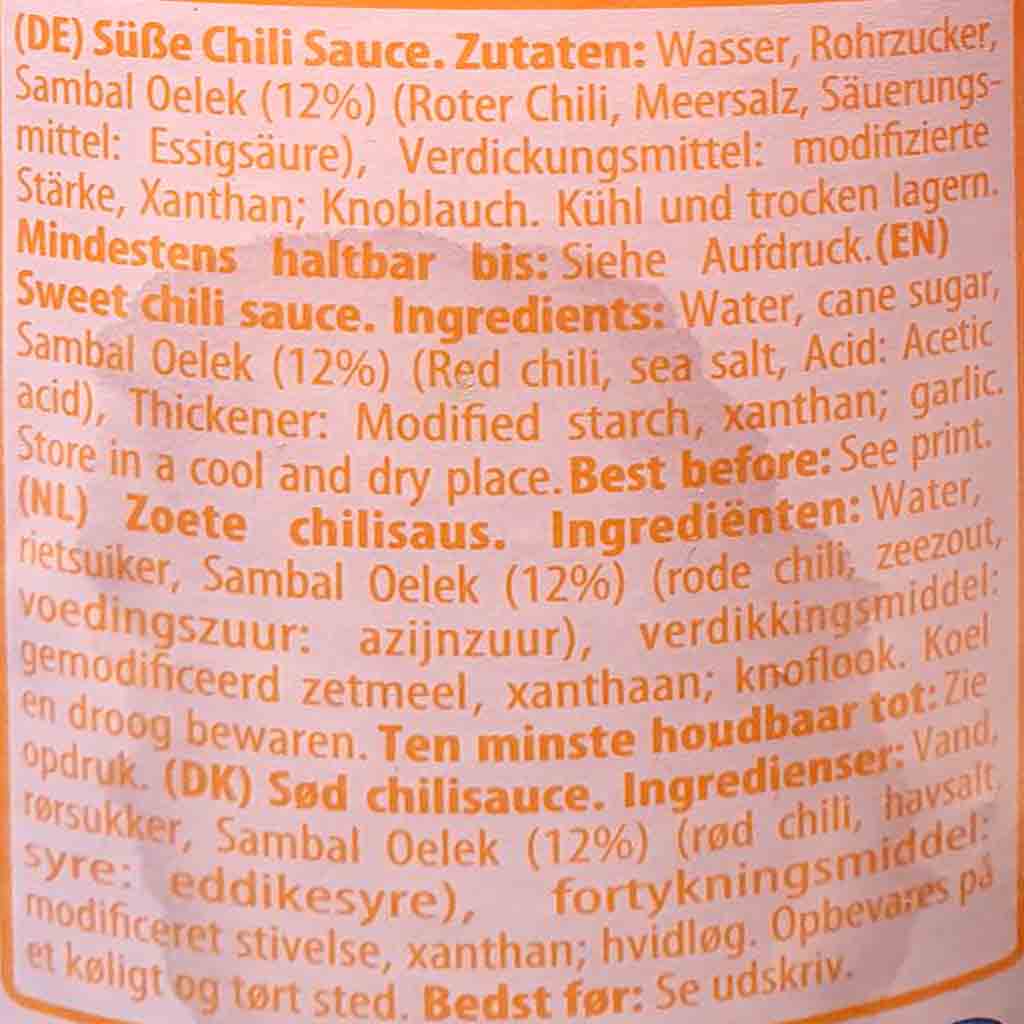 (DE) Süße Chili Sauce. Zutaten: Wasser, Rohrzucker,
Sambal Oelek (12%) (Roter Chili, Meersalz, Säuerungs-
mittel: Essigsäure), Verdickungsmittel: modifizierte
Stärke, Xanthan; Knoblauch. Kühl und trocken lagern.
Mindestens haltbar bis: Siehe Aufdruck. (EN)
Sweet chili sauce. Ingredients: Water, cane sugar,
Sambal Oelek (12%) (Red chili, sea salt, Acid: Acetic
acid), Thickener: Modified starch, xanthan; garlic.
Store in a cool and dry place. Best before: See print.
(NL) Zoete chilisaus. Ingrediënten: Water,
rietsuiker, Sambal Oelek (12%) (rode chili, zeezout,
voedingszuur: azijnzuur), verdikkingsmiddel:
gemodificeerd zetmeel, xanthaan; knoflook. Koel
en droog bewaren. Ten minste houdbaar tot: Zie
opdruk. (DK) Sød chilisauce. Ingredienser: Vand,
rørsukker, Sambal Oelek (12%) (rød chili, havsalt,
syre: eddikesyre), fortykningsmiddel:
modificeret stivelse, xanthan; hvidløg. Opbevares på
et køligt og tørt sted. Bedst før: Se udskriv.